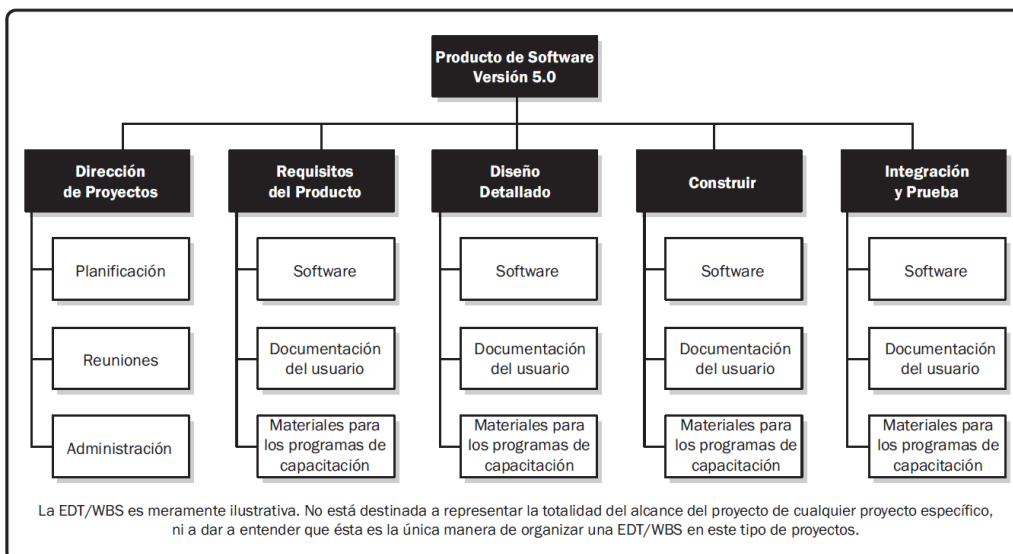 Producto de Software
Versión 5.0
Dirección
de Proyectos
Requisitos
del Producto
Diseño
Detallado
Construir
Integración
y Prueba
Planificación
Software
Software
Software
Software
Reuniones
Documentación
del usuario
Documentación
del usuario
Documentación
del usuario
Documentación
del usuario
Administración
Materiales para
los programas de
capacitación
Materiales para
los programas de
capacitación
Materiales para
los programas de
capacitación
Materiales para
los programas de
capacitación
La EDT/WBS es meramente ilustrativa. No está destinada a representar la totalidad del alcance del proyecto de cualquier proyecto específico,
ni a dar a entender que ésta es la única manera de organizar una EDT/WBS en este tipo de proyectos.